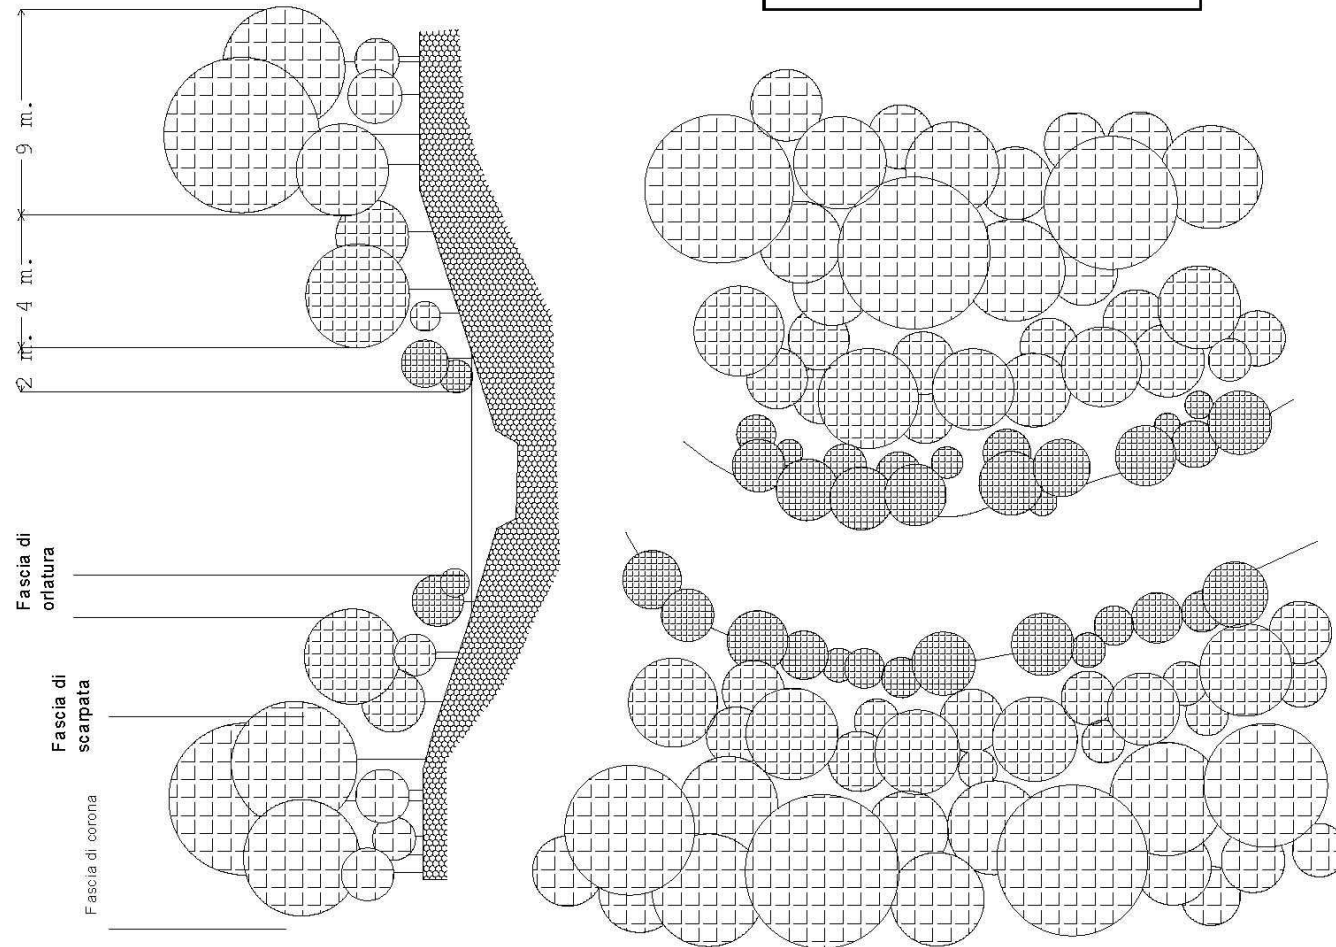 9 m.
4 m.
2 m.
Fascia di
orlatura
Fascia di
scarpata
Fascia di corona